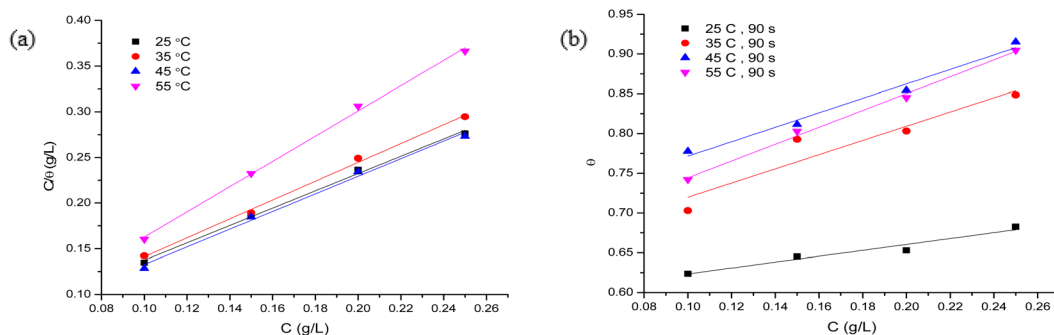 (a)
0.40
0.35
0.30
0.25
0.20
0.15
0.10
C/θ (g/L)
25 °C
35 °C
45 °C
55 °C
0.08 0.10 0.12 0.14 0.16 0.18 0.20 0.22 0.24 0.26
C (g/L)
(b)
0.95
0.90
0.85
0.80
0.75
0.70
0.65
0.60
θ
25 C , 90 s
35 C, 90 s
45 C, 90 s
55 C, 90 s
0.08 0.10 0.12 0.14 0.16 0.18 0.20 0.22 0.24 0.26
C (g/L)